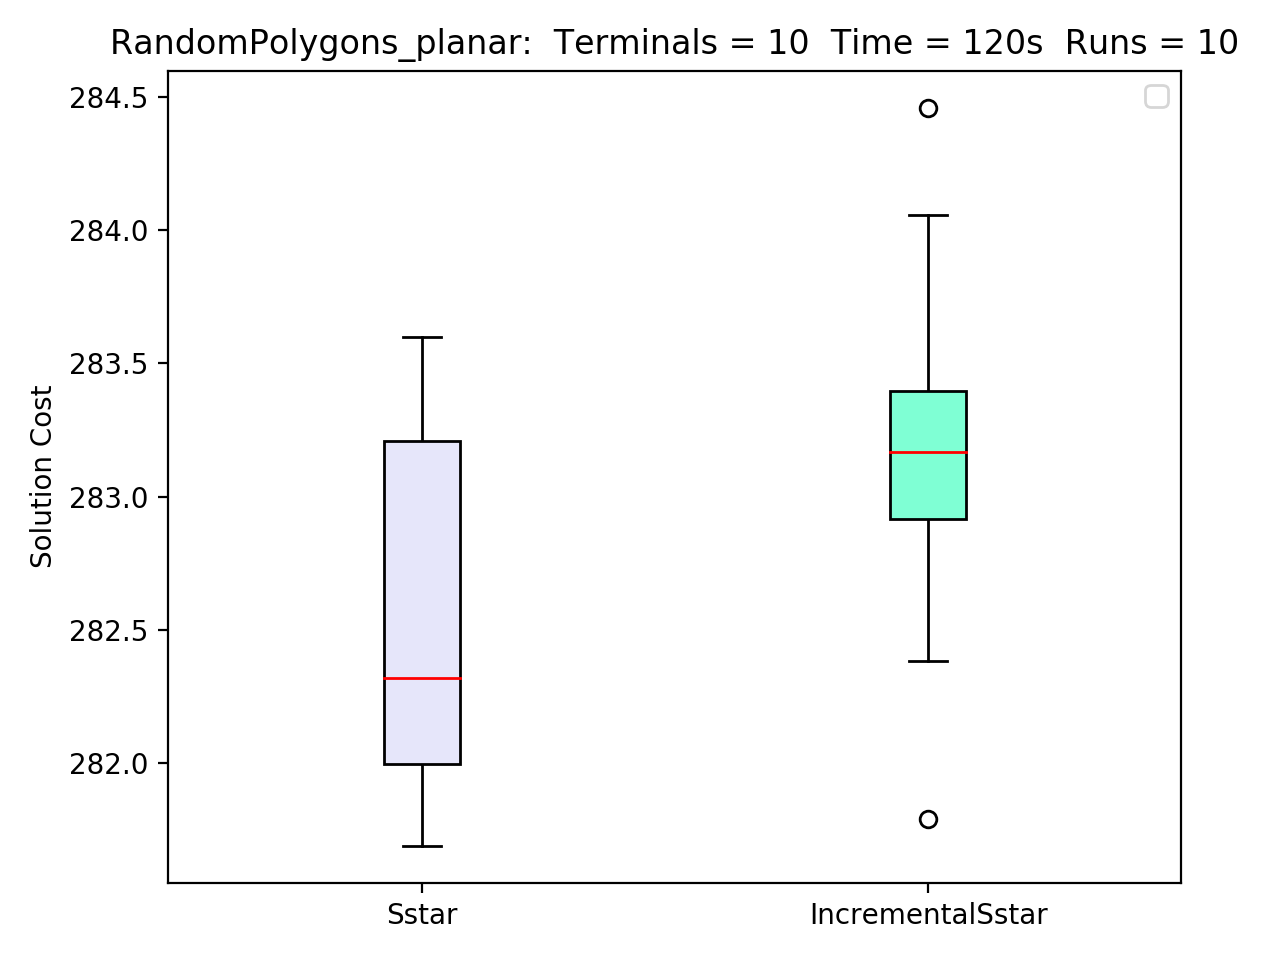 RandomPolygons_planar:  Terminals = 10  Time = 120s  Runs = 10
284.5
284.0
283.5
283.0
282.5
282.0
Solution Cost
Sstar
IncrementalSstar